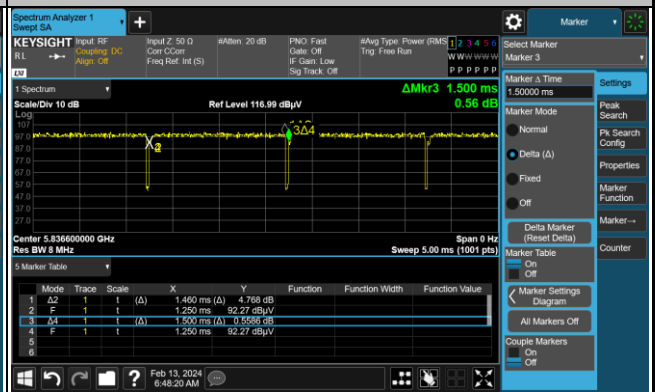 Spectrum Analyzer 1
Swept SA
+
Marker
KEYSIGHT
Input: RF
Input Z: 50 Ω
#Atten: 20 dB
PNO: Fast
#Avg Type: Power (RMS
1 2 3 4 5 6
R L
Coupling: DC
Corr CCorr
Gate: Off
Trig: Free Run
Align: Off
Freq Ref: Int (S)
IF Gain: Low
W W W W W W
Sig Track: Off
P P P P P P
LXI
Select Marker
Marker 3
1 Spectrum
ΔMkr3 1.500 ms
Scale/Div 10 dB
Ref Level 116.99 dBµV
0.56 dB
Log
107
97.0
87.0
77.0
67.0
57.0
47.0
37.0
27.0
3Δ4
Center 5.836600000 GHz
Span 0 Hz
Res BW 8 MHz
Sweep 5.00 ms (1001 pts)
5 Marker Table
Mode Trace Scale X Y Function Function Width Function Value
1 Δ2 1 t (Δ) 1.460 ms (Δ) 4.768 dB
2 F 1 t 1.250 ms 92.27 dBµV
3 Δ4 1 t (Δ) 1.500 ms (Δ) 0.5586 dB
4 F 1 t 1.250 ms 92.27 dBµV
5
6
Marker Δ Time
1.50000 ms
Marker Mode
Normal
Delta (Δ)
Fixed
Off
Delta Marker
(Reset Delta)
Marker Table
On
Off
Marker Settings
Diagram
All Markers Off
Couple Markers
On
Off
Settings
Peak
Search
Pk Search
Config
Properties
Marker
Function
Marker→
Counter
?
Feb 13, 2024
6:48:20 AM